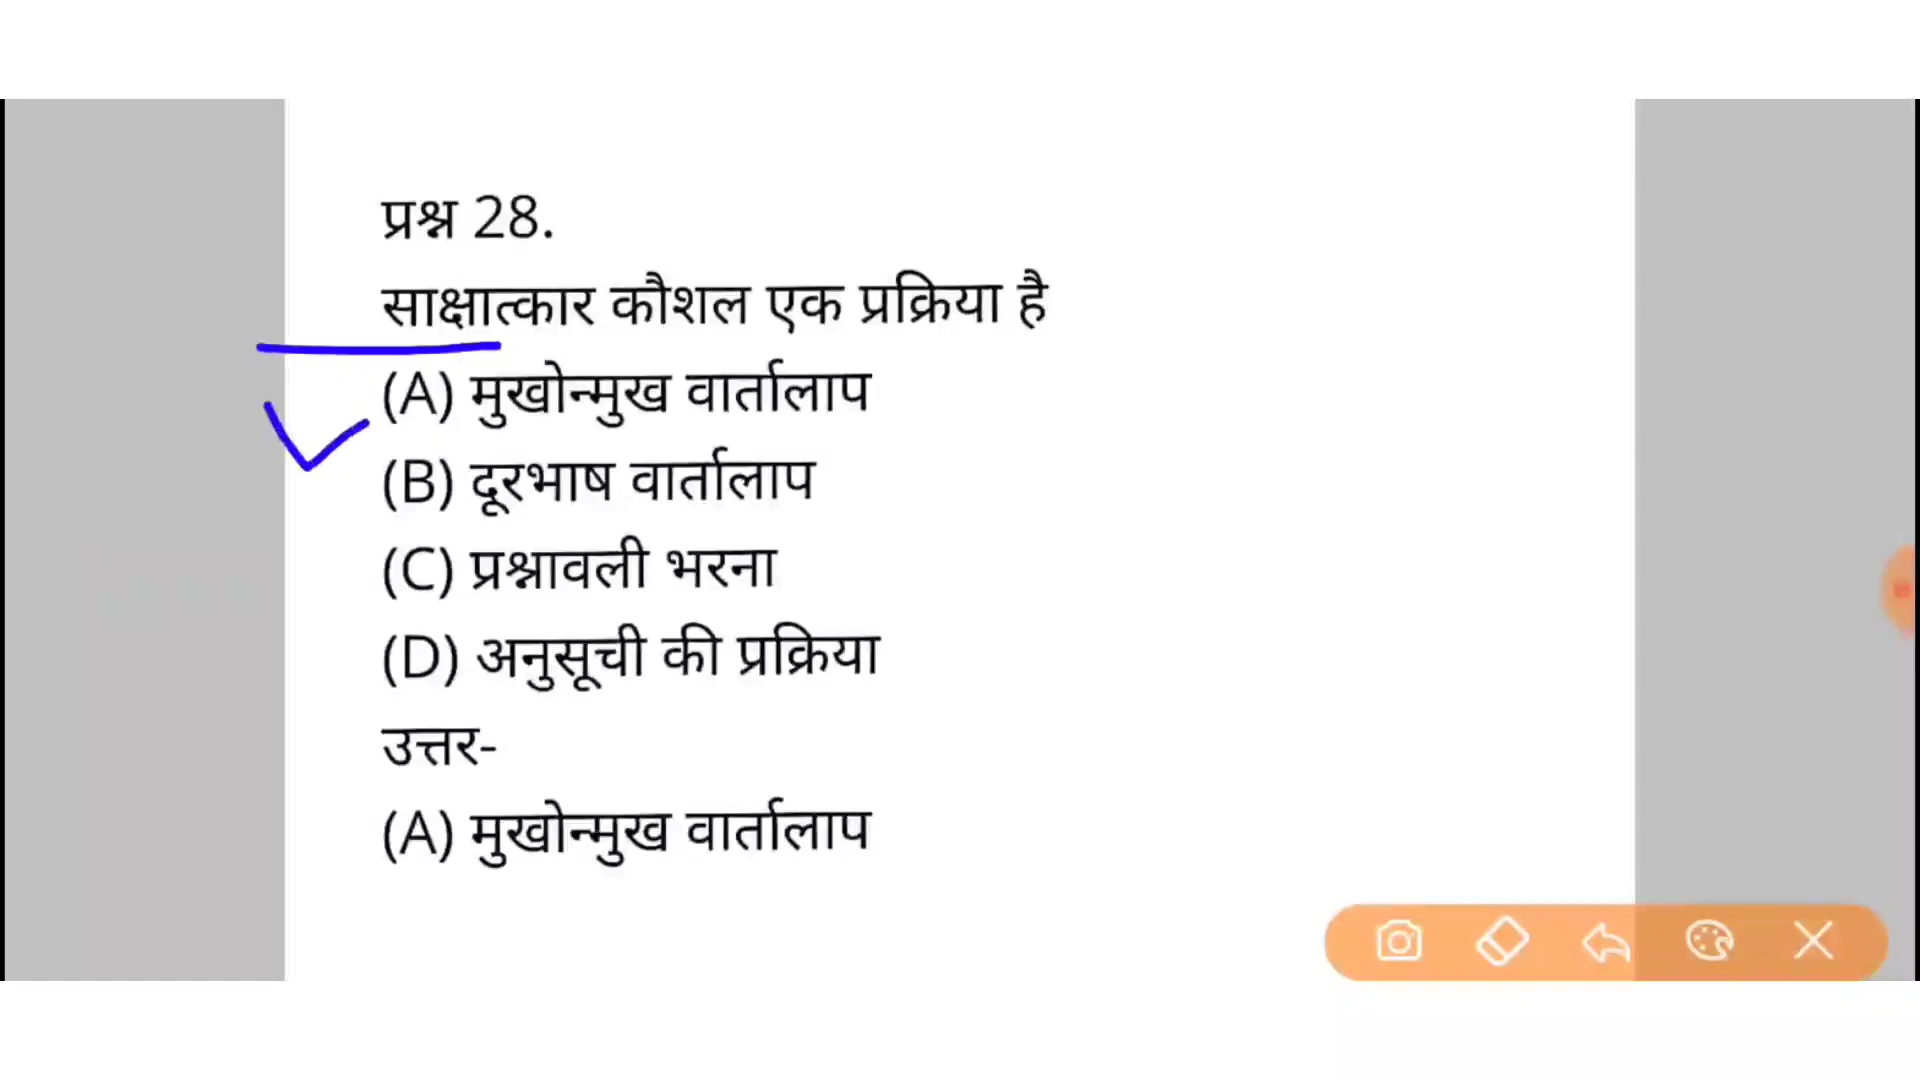 प्रश्न 28.
साक्षात्कार कौशल एक प्रक्रिया है
(A) मुखोन्मुख वार्तालाप
(B) दूरभाष वार्तालाप
(C) प्रश्नावली भरना
(D) अनुसूची की प्रक्रिया
उत्तर-
(A) मुखोन्मुख वार्तालाप